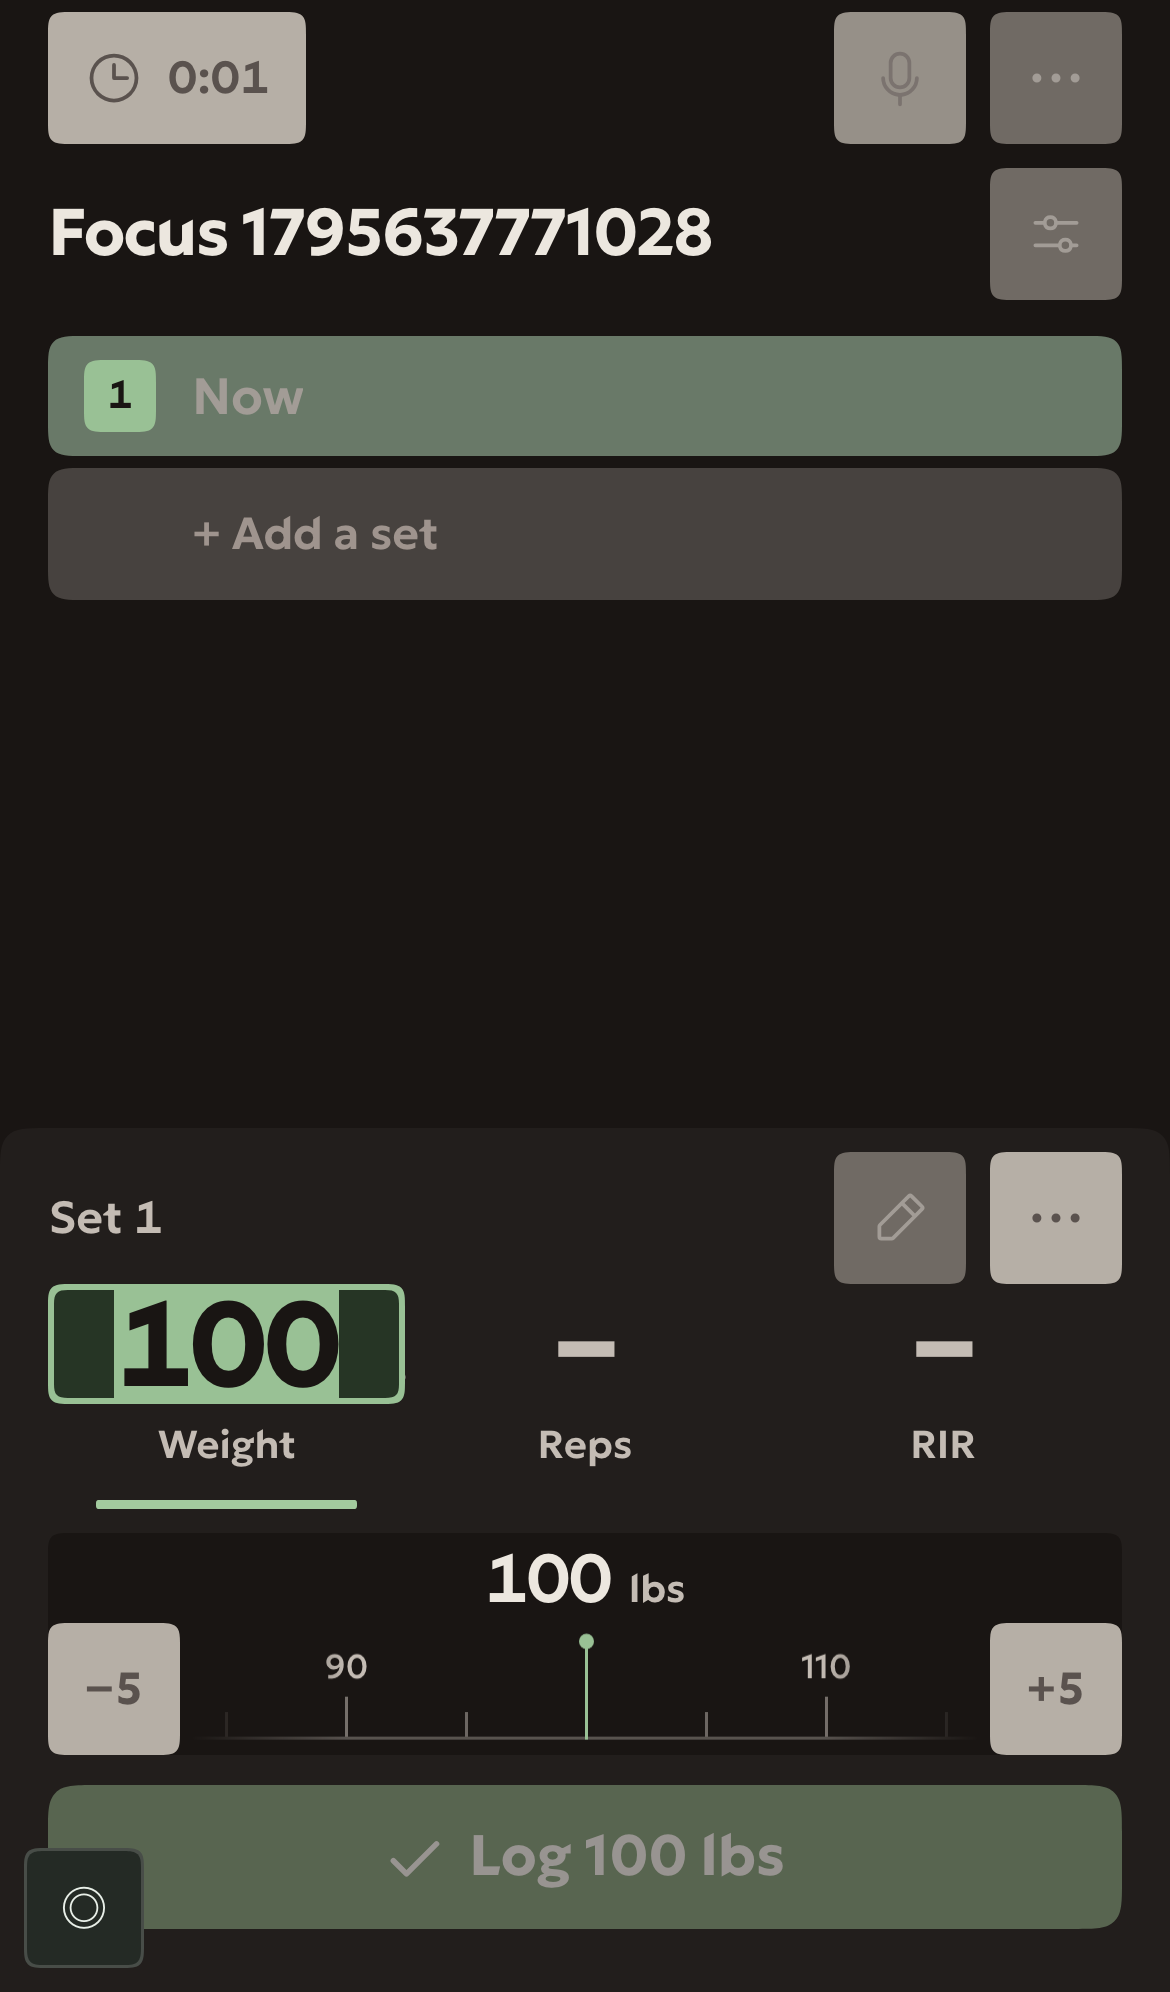 0:01
Focus 1795637771028
1 Now
+ Add a set
Set 1
100 – –
Weight Reps RIR
100 lbs
90 110
−5 +5
Log 100 lbs